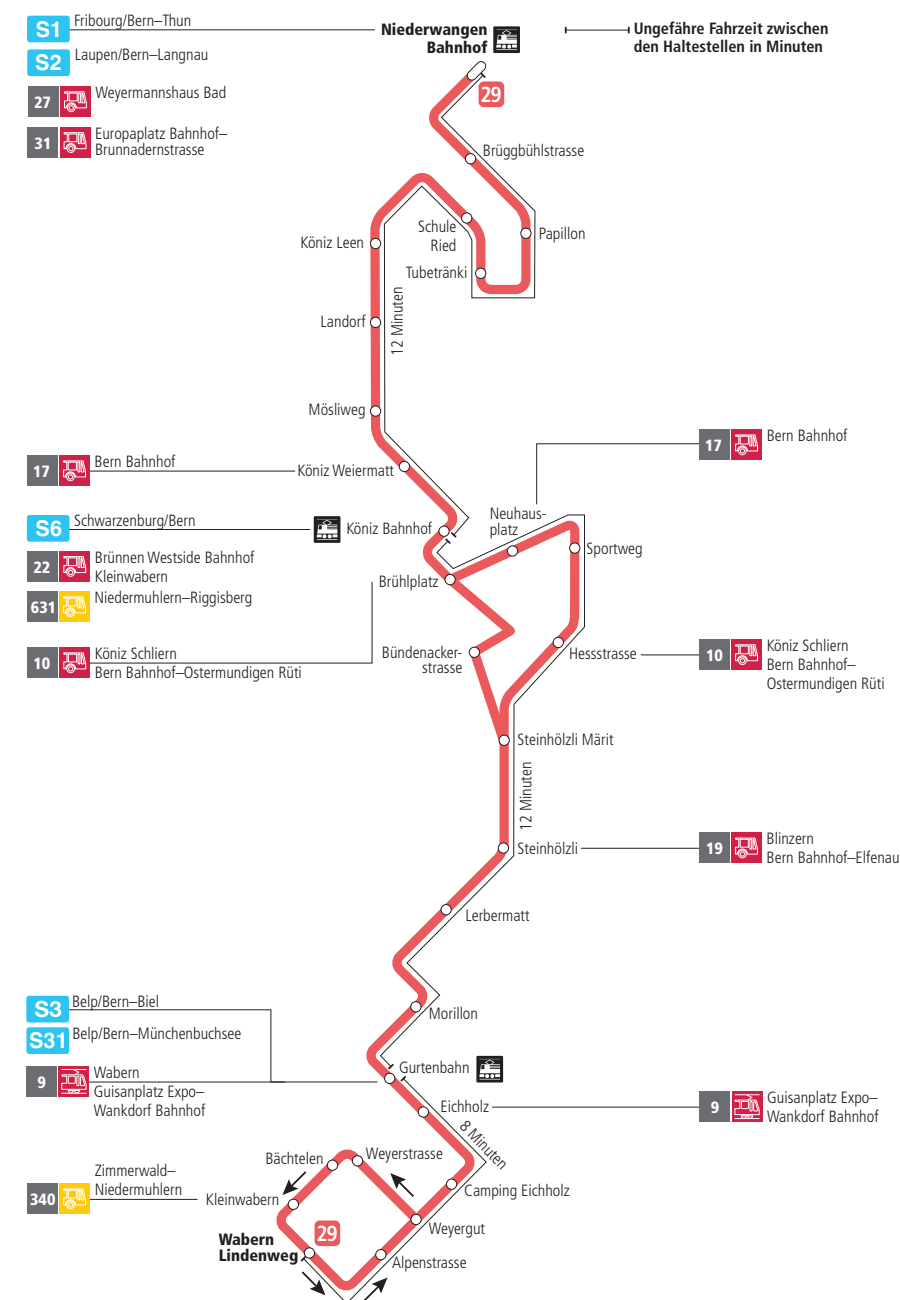 S1 Fribourg/Bern–Thun
S2 Laupen/Bern–Langnau
27 Weyermannshaus Bad
31 Europaplatz Bahnhof–
Brunnadernstrasse
Niederwangen
Bahnhof
Ungefähre Fahrzeit zwischen
den Haltestellen in Minuten
29
Brüggbühlstrasse
Papillon
Schule
Ried
Tubetränki
Köniz Leen
Landorf
12 Minuten
Mösliweg
17 Bern Bahnhof
Köniz Weiermatt
17 Bern Bahnhof
S6 Schwarzenburg/Bern
22 Brünnen Westside Bahnhof
Kleinwabern
631 Niedermuhlern–Riggisberg
Köniz Bahnhof
Neuhaus-
platz
Sportweg
Brühlplatz
10 Köniz Schliern
Bern Bahnhof–Ostermundigen Rüti
Bündenacker-
strasse
Hessstrasse
10 Köniz Schliern
Bern Bahnhof–
Ostermundigen Rüti
Steinhölzli Märit
12 Minuten
Steinhölzli
19 Blinzern
Bern Bahnhof–Elfenau
Lerbermatt
Morillon
S3 Belp/Bern–Biel
S31 Belp/Bern–Münchenbuchsee
9 Wabern
Guisanplatz Expo–
Wankdorf Bahnhof
Gurtenbahn
Eichholz
9 Guisanplatz Expo–
Wankdorf Bahnhof
8 Minuten
Weyerstrasse
Bächtelen
340 Zimmerwald–
Niedermuhlern
Kleinwabern
Camping Eichholz
Weyergut
Wabern
Lindenweg
29
Alpenstrasse